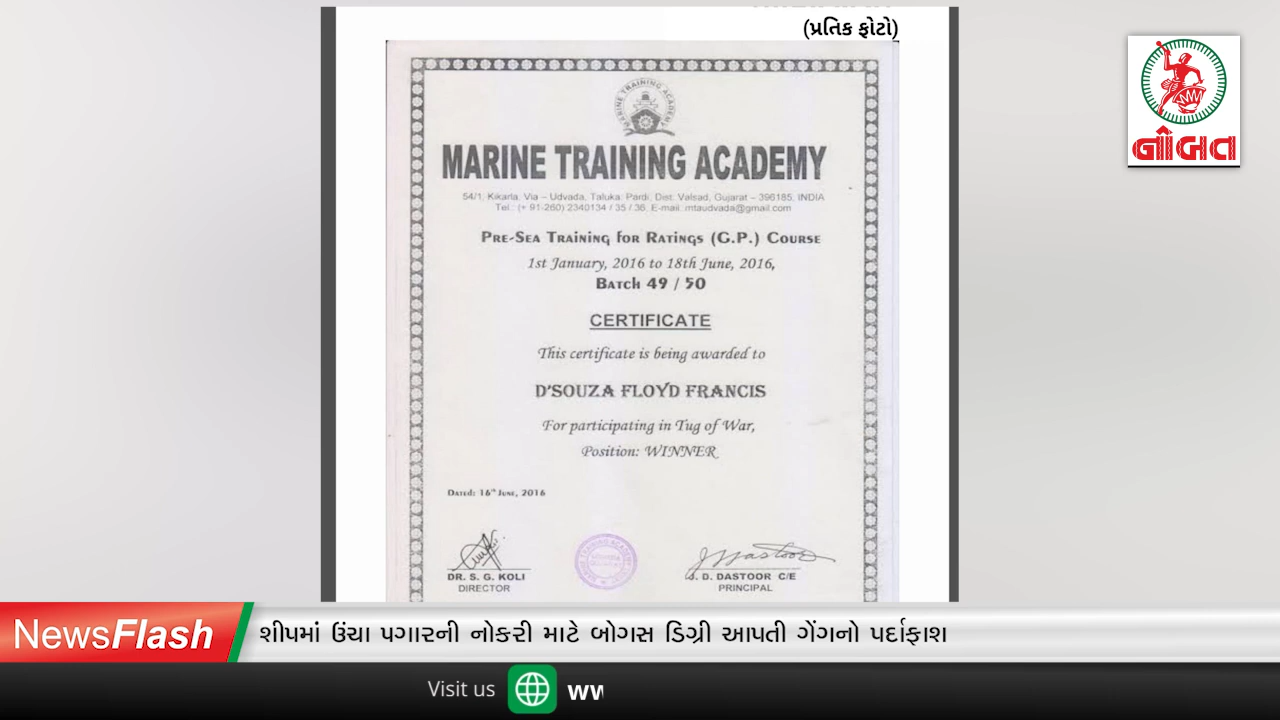 (પ્રતિક ફોટો)
નોબત
MARINE TRAINING ACADEMY
MARINE TRAINING ACADEMY
54/1, Kikarla, Via – Udvada, Taluka: Pardi, Dist: Valsad, Gujarat – 396185, INDIA
Tel.: (+ 91-260) 2340134 / 35 / 36, E-mail: mtaudvada@gmail.com
Pre-Sea Training for Ratings (G.P.) Course
1st January, 2016 to 18th June, 2016,
Batch 49 / 50
CERTIFICATE
This certificate is being awarded to
D'SOUZA FLOYD FRANCIS
For participating in Tug of War,
Position: WINNER
Dated: 16th June, 2016
DR. S. G. KOLI
DIRECTOR
J. D. DASTOOR C/E
PRINCIPAL
NewsFlash
શીપમાં ઉંચા પગારની નોકરી માટે બોગસ ડિગ્રી આપતી ગેંગનો પર્દાફાશ
Visit us